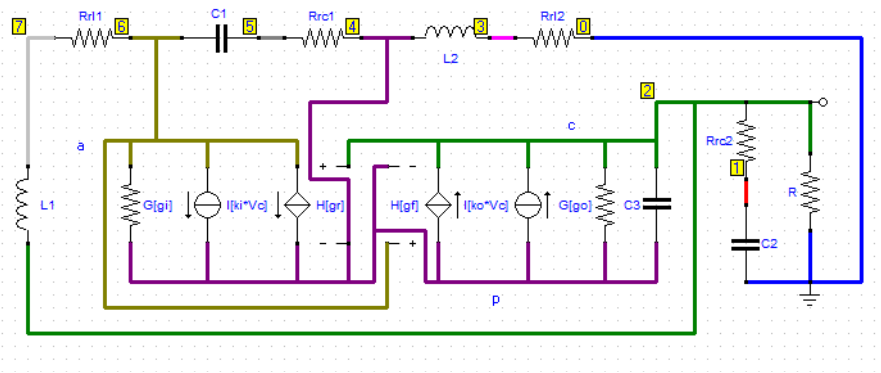 7 Rrl1 6 C1 5 Rrc1 4 L2 3 Rrl2 0
2
a
c
Rrc2
1
+ - - -
L1 G[gi] I[ki*Vc] H[gr] H[gf] I[ko*Vc] G[go] C3 R
- - - +
C2
p